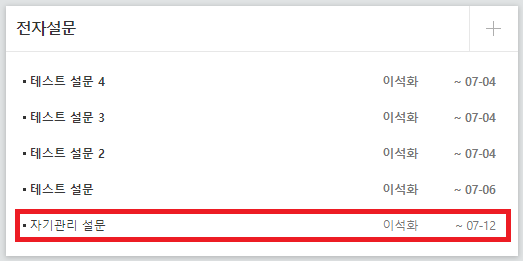 전자설문
▪ 테스트 설문 4 이석화 ~ 07-04
▪ 테스트 설문 3 이석화 ~ 07-04
▪ 테스트 설문 2 이석화 ~ 07-04
▪ 테스트 설문 이석화 ~ 07-06
▪ 자기관리 설문 이석화 ~ 07-12